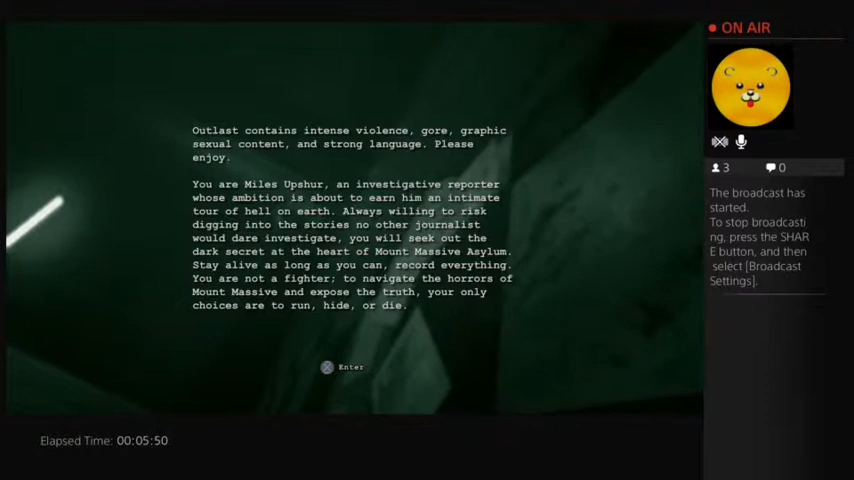 ON AIR
Outlast contains intense violence, gore, graphic
sexual content, and strong language. Please
enjoy.
You are Miles Upshur, an investigative reporter
whose ambition is about to earn him an intimate
tour of hell on earth. Always willing to risk
digging into the stories no other journalist
would dare investigate, you will seek out the
dark secret at the heart of Mount Massive Asylum.
Stay alive as long as you can, record everything.
You are not a fighter; to navigate the horrors of
Mount Massive and expose the truth, your only
choices are to run, hide, or die.
Enter
3 0
The broadcast has
started.
To stop broadcasti
ng, press the SHAR
E button, and then
select [Broadcast
Settings].
Elapsed Time: 00:05:50